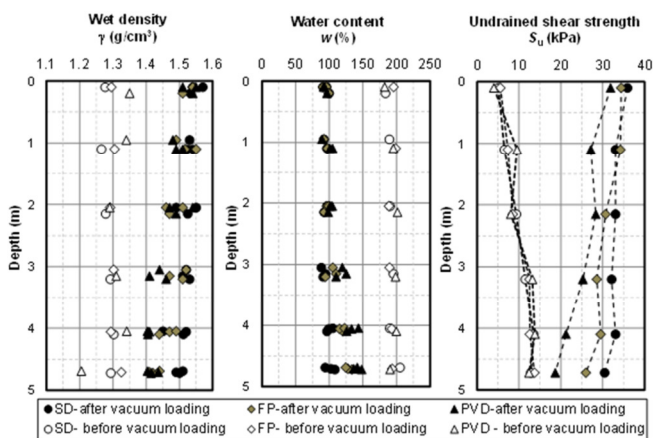 Wet density
γ (g/cm³)
1.1 1.2 1.3 1.4 1.5 1.6
Depth (m)
0
1
2
3
4
5
Water content
w (%)
0 50 100 150 200 250
Depth (m)
0
1
2
3
4
5
Undrained shear strength
Su (kPa)
0 10 20 30 40
Depth (m)
0
1
2
3
4
5
SD-after vacuum loading
FP-after vacuum loading
PVD-after vacuum loading
SD- before vacuum loading
FP- before vacuum loading
PVD - before vacuum loading